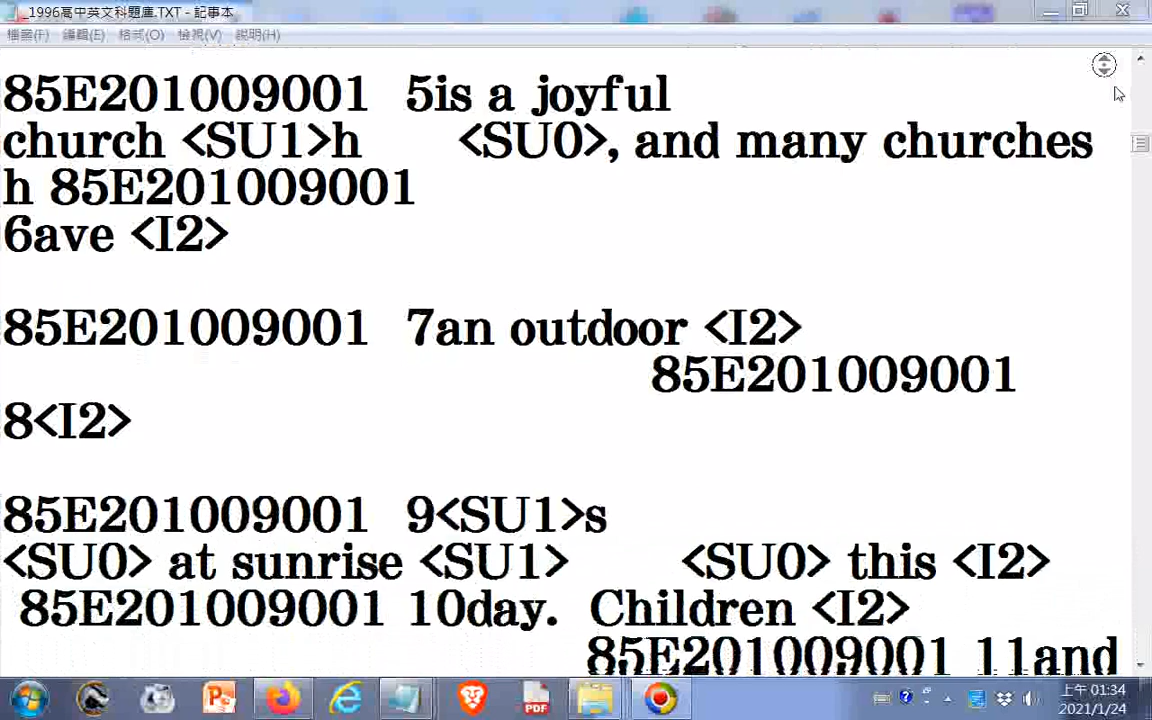 _1996高中英文科題庫.TXT - 記事本
檔案(F) 編輯(E) 格式(O) 檢視(V) 說明(H)
85E201009001 5is a joyful
church <SU1>h <SU0>, and many churches
h 85E201009001
6ave <I2>
85E201009001 7an outdoor <I2>
85E201009001
8<I2>
85E201009001 9<SU1>s
<SU0> at sunrise <SU1> <SU0> this <I2>
85E201009001 10day. Children <I2>
85E201009001 11and
PDF
上午 01:34
2021/1/24